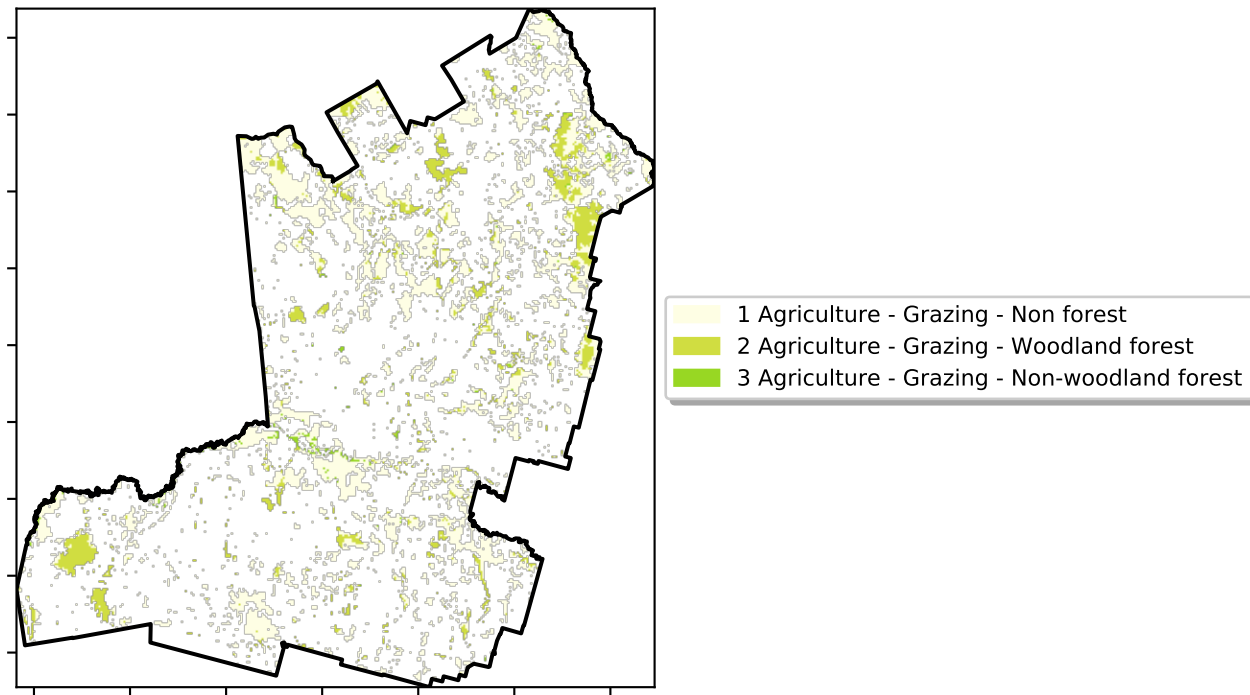 1 Agriculture - Grazing - Non forest
2 Agriculture - Grazing - Woodland forest
3 Agriculture - Grazing - Non-woodland forest